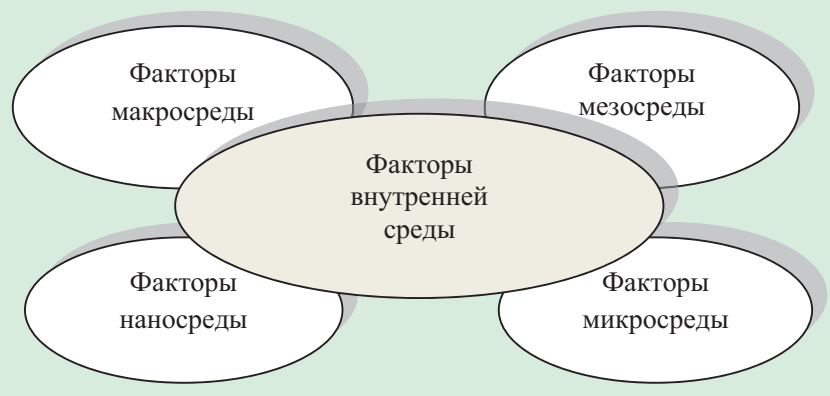 Факторы
макросреды
Факторы
мезосреды
Факторы
внутренней
среды
Факторы
наносреды
Факторы
микросреды